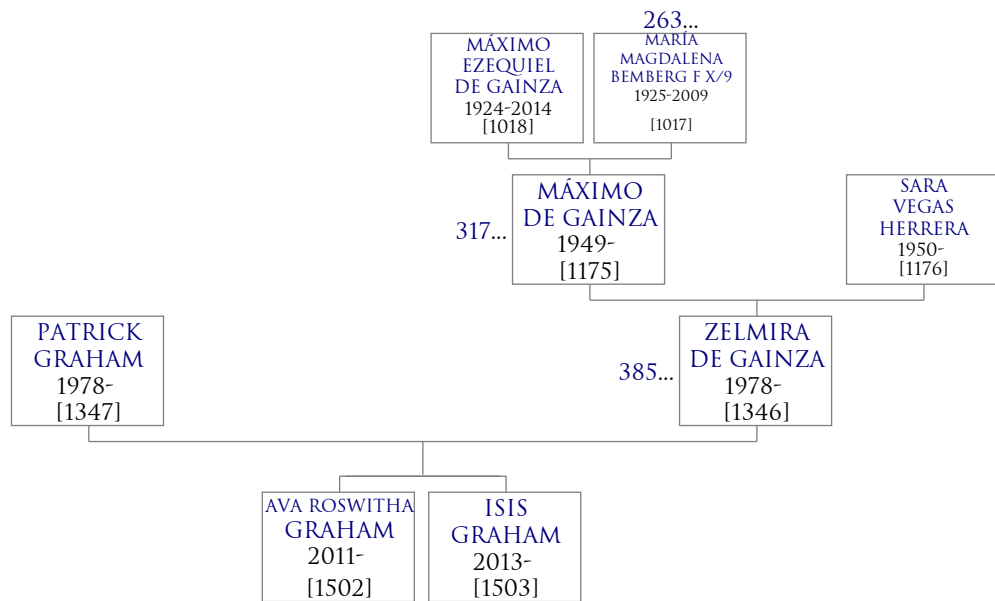 263...
MÁXIMO
EZEQUIEL
DE GAINZA
1924-2014
[1018]
MARÍA
MAGDALENA
BEMBERG F X/9
1925-2009
[1017]
317...
MÁXIMO
DE GAINZA
1949-
[1175]
SARA
VEGAS
HERRERA
1950-
[1176]
PATRICK
GRAHAM
1978-
[1347]
385...
ZELMIRA
DE GAINZA
1978-
[1346]
AVA ROSWITHA
GRAHAM
2011-
[1502]
ISIS
GRAHAM
2013-
[1503]